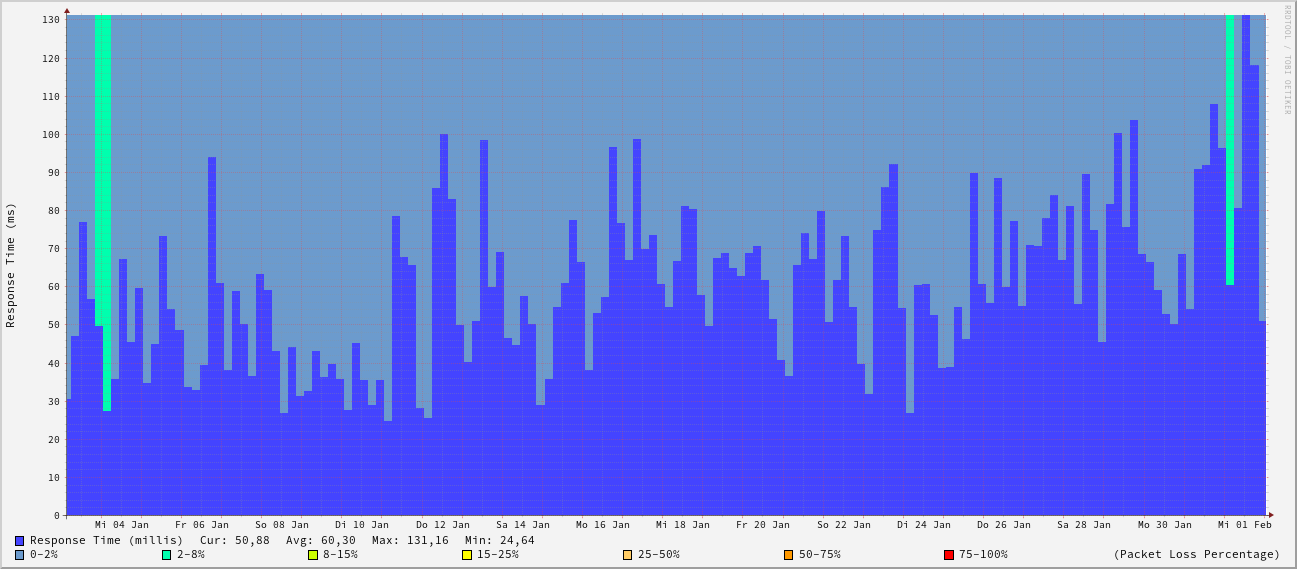 RRDTOOL / TOBI OETIKER
Response Time (ms)
130
120
110
100
90
80
70
60
50
40
30
20
10
0
Mi 04 Jan Fr 06 Jan So 08 Jan Di 10 Jan Do 12 Jan Sa 14 Jan Mo 16 Jan Mi 18 Jan Fr 20 Jan So 22 Jan Di 24 Jan Do 26 Jan Sa 28 Jan Mo 30 Jan Mi 01 Feb
Response Time (millis) Cur: 50,88 Avg: 60,30 Max: 131,16 Min: 24,64
0-2% 2-8% 8-15% 15-25% 25-50% 50-75% 75-100% (Packet Loss Percentage)